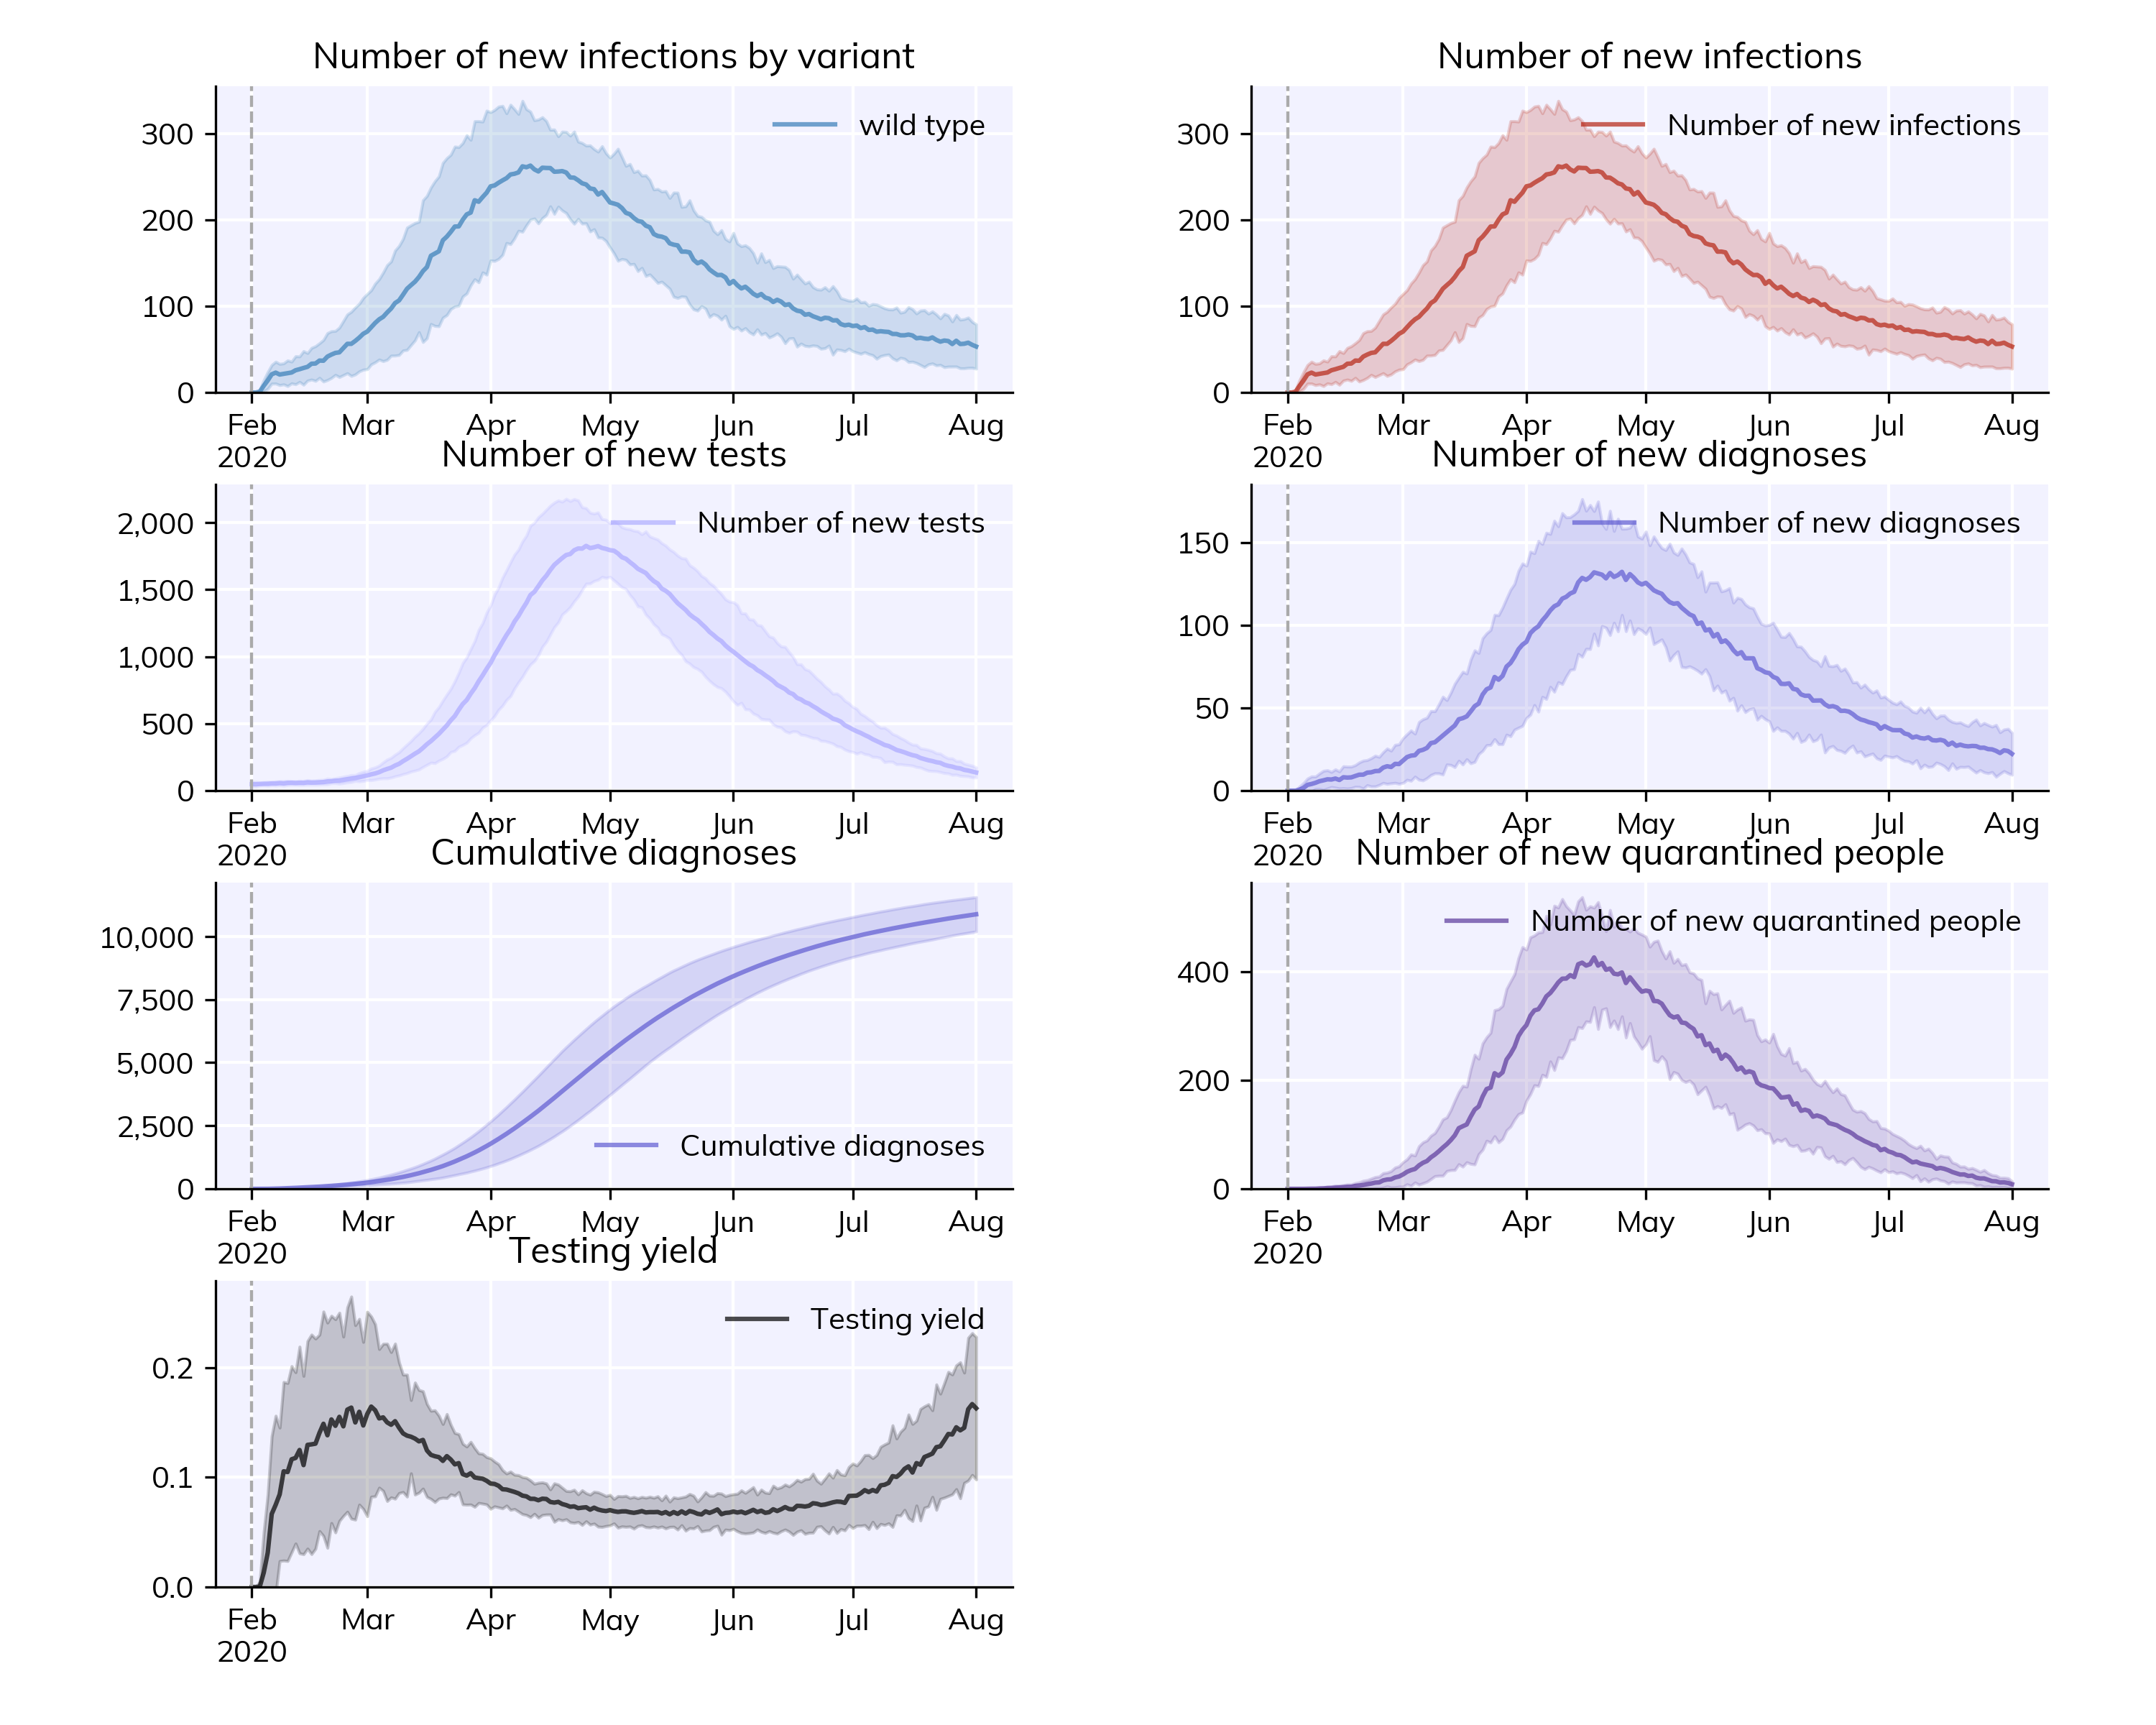 Number of new infections by variant
wild type
300
200
100
0
Feb Mar Apr May Jun Jul Aug
2020
Number of new infections
Number of new infections
300
200
100
0
Feb Mar Apr May Jun Jul Aug
2020
Number of new tests
Number of new tests
2,000
1,500
1,000
500
0
Feb Mar Apr May Jun Jul Aug
2020
Number of new diagnoses
Number of new diagnoses
150
100
50
0
Feb Mar Apr May Jun Jul Aug
2020
Cumulative diagnoses
10,000
7,500
5,000
2,500
Cumulative diagnoses
0
Feb Mar Apr May Jun Jul Aug
2020
Number of new quarantined people
Number of new quarantined people
400
200
0
Feb Mar Apr May Jun Jul Aug
2020
Testing yield
Testing yield
0.2
0.1
0.0
Feb Mar Apr May Jun Jul Aug
2020